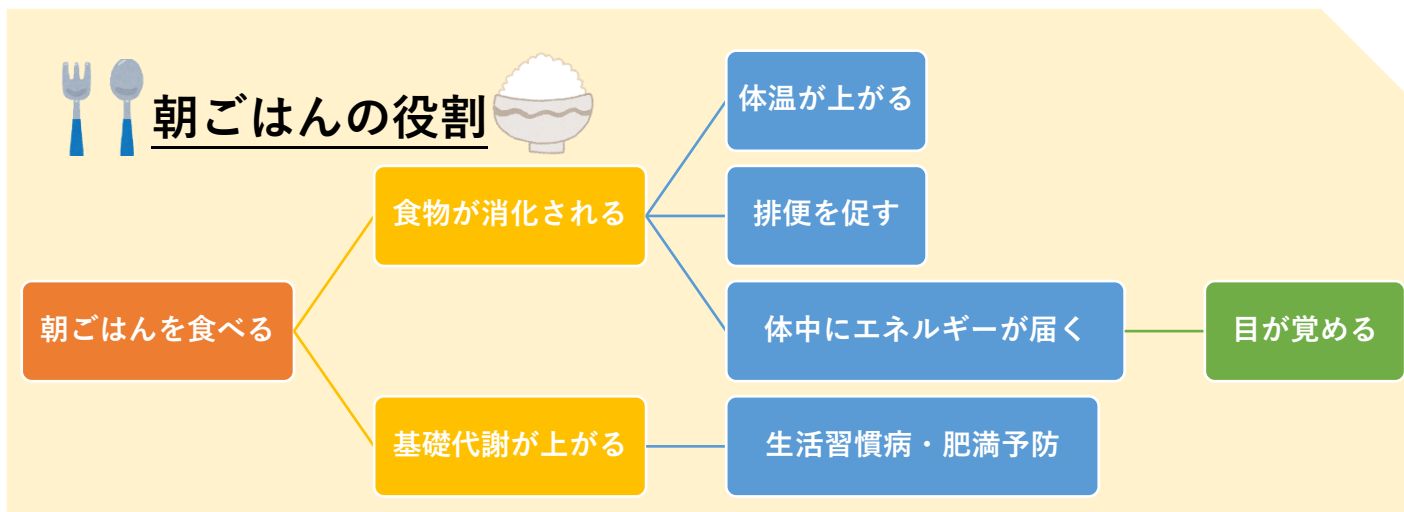 朝ごはんの役割
朝ごはんを食べる
食物が消化される
体温が上がる
排便を促す
体中にエネルギーが届く
目が覚める
基礎代謝が上がる
生活習慣病・肥満予防